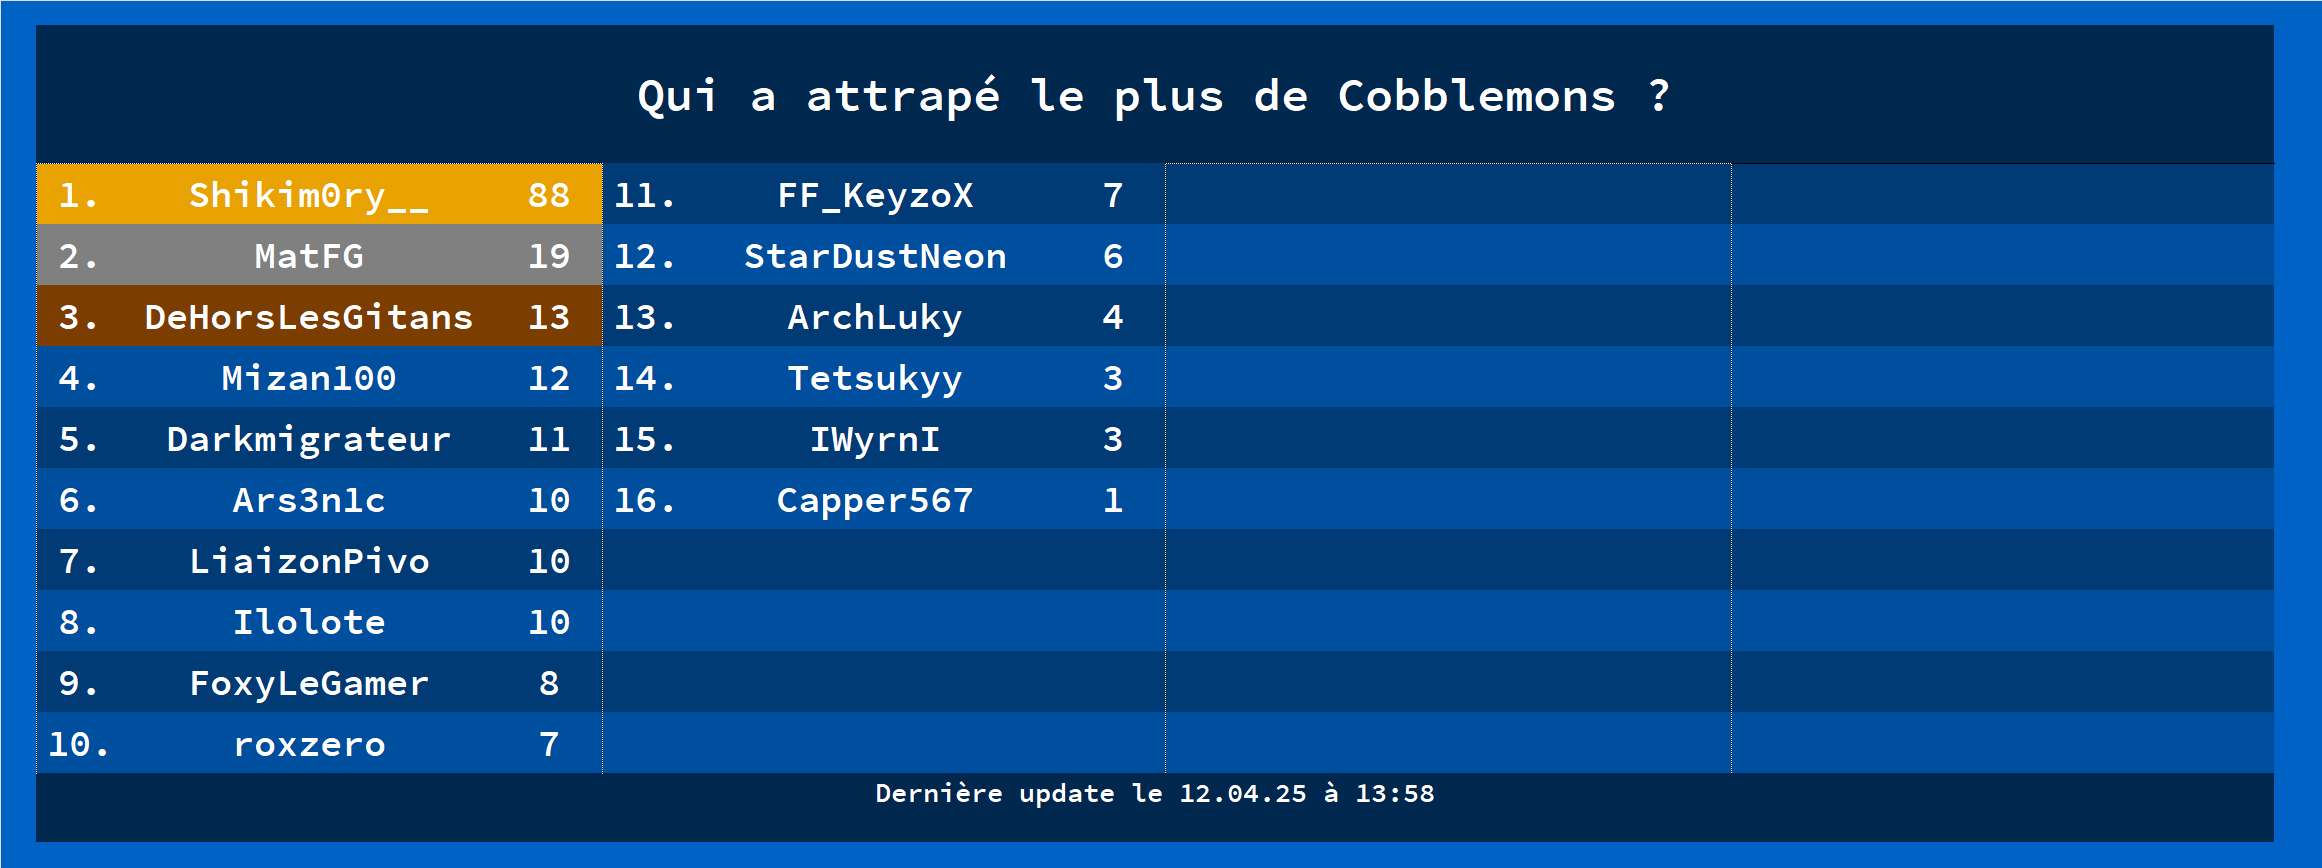 Qui a attrapé le plus de Cobblemons ?
1. Shikim0ry__ 88
2. MatFG 19
3. DeHorsLesGitans 13
4. Mizan100 12
5. Darkmigrateur 11
6. Ars3n1c 10
7. LiaizonPivo 10
8. Ilolote 10
9. FoxyLeGamer 8
10. roxzero 7
11. FF_KeyzoX 7
12. StarDustNeon 6
13. ArchLuky 4
14. Tetsukyy 3
15. IWyrnI 3
16. Capper567 1
Dernière update le 12.04.25 à 13:58